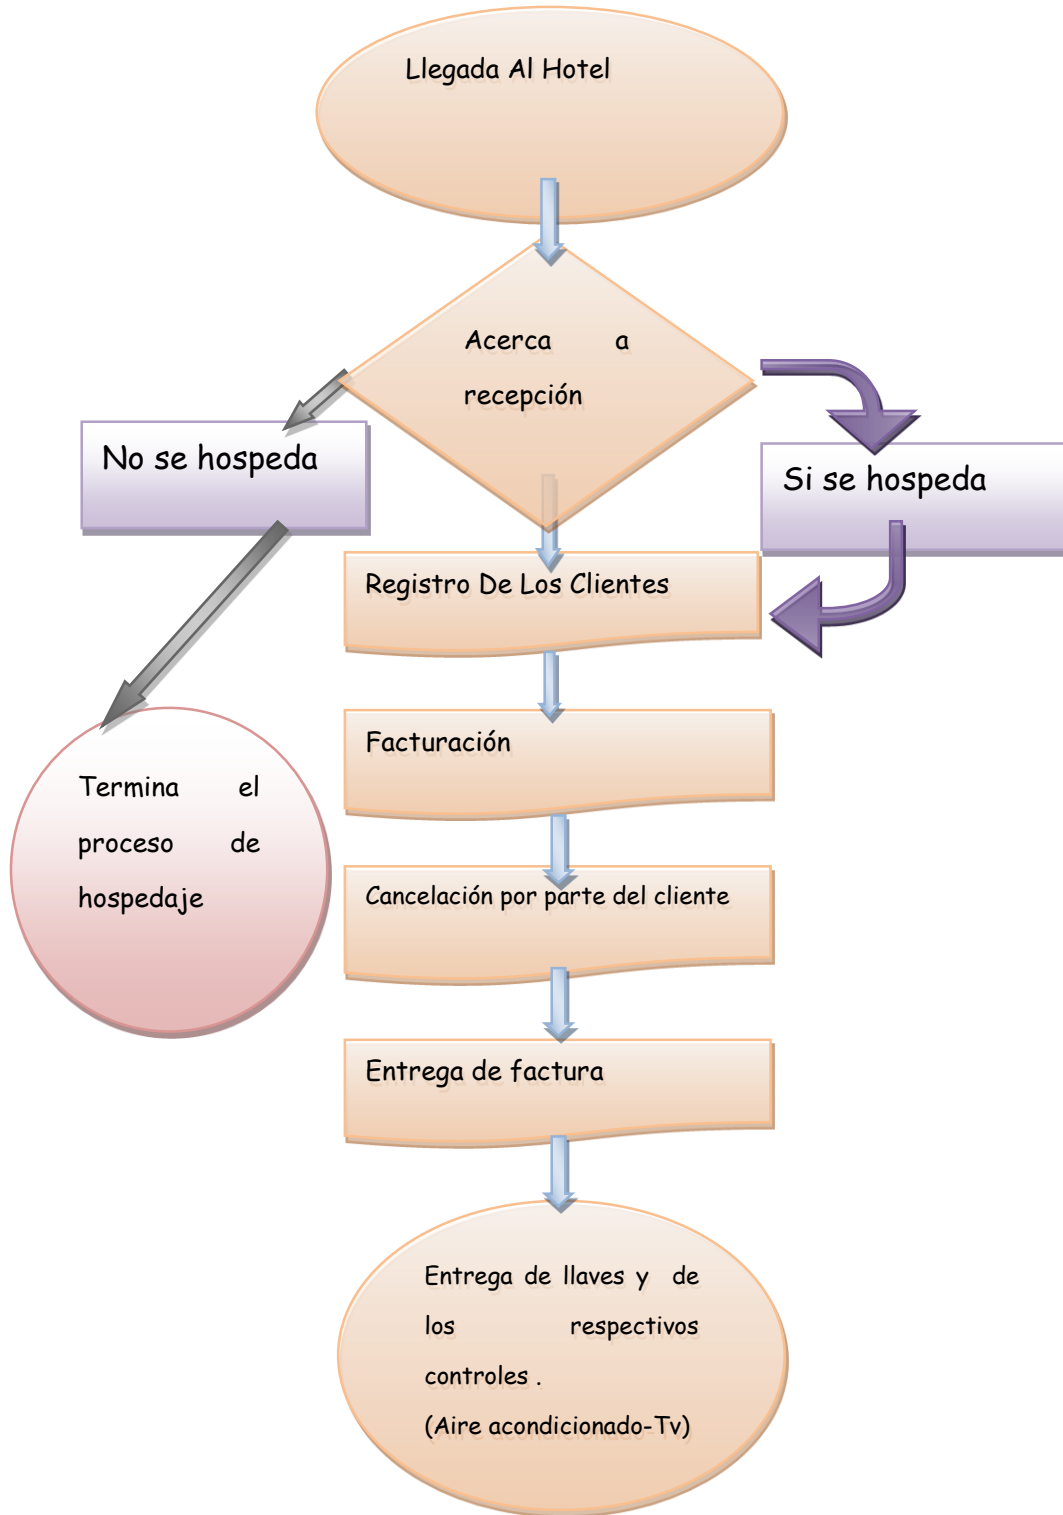 Llegada Al Hotel
Acerca a
recepción
No se hospeda
Si se hospeda
Registro De Los Clientes
Facturación
Termina el
proceso de
hospedaje
Cancelación por parte del cliente
Entrega de factura
Entrega de llaves y de
los respectivos
controles .
(Aire acondicionado-Tv)